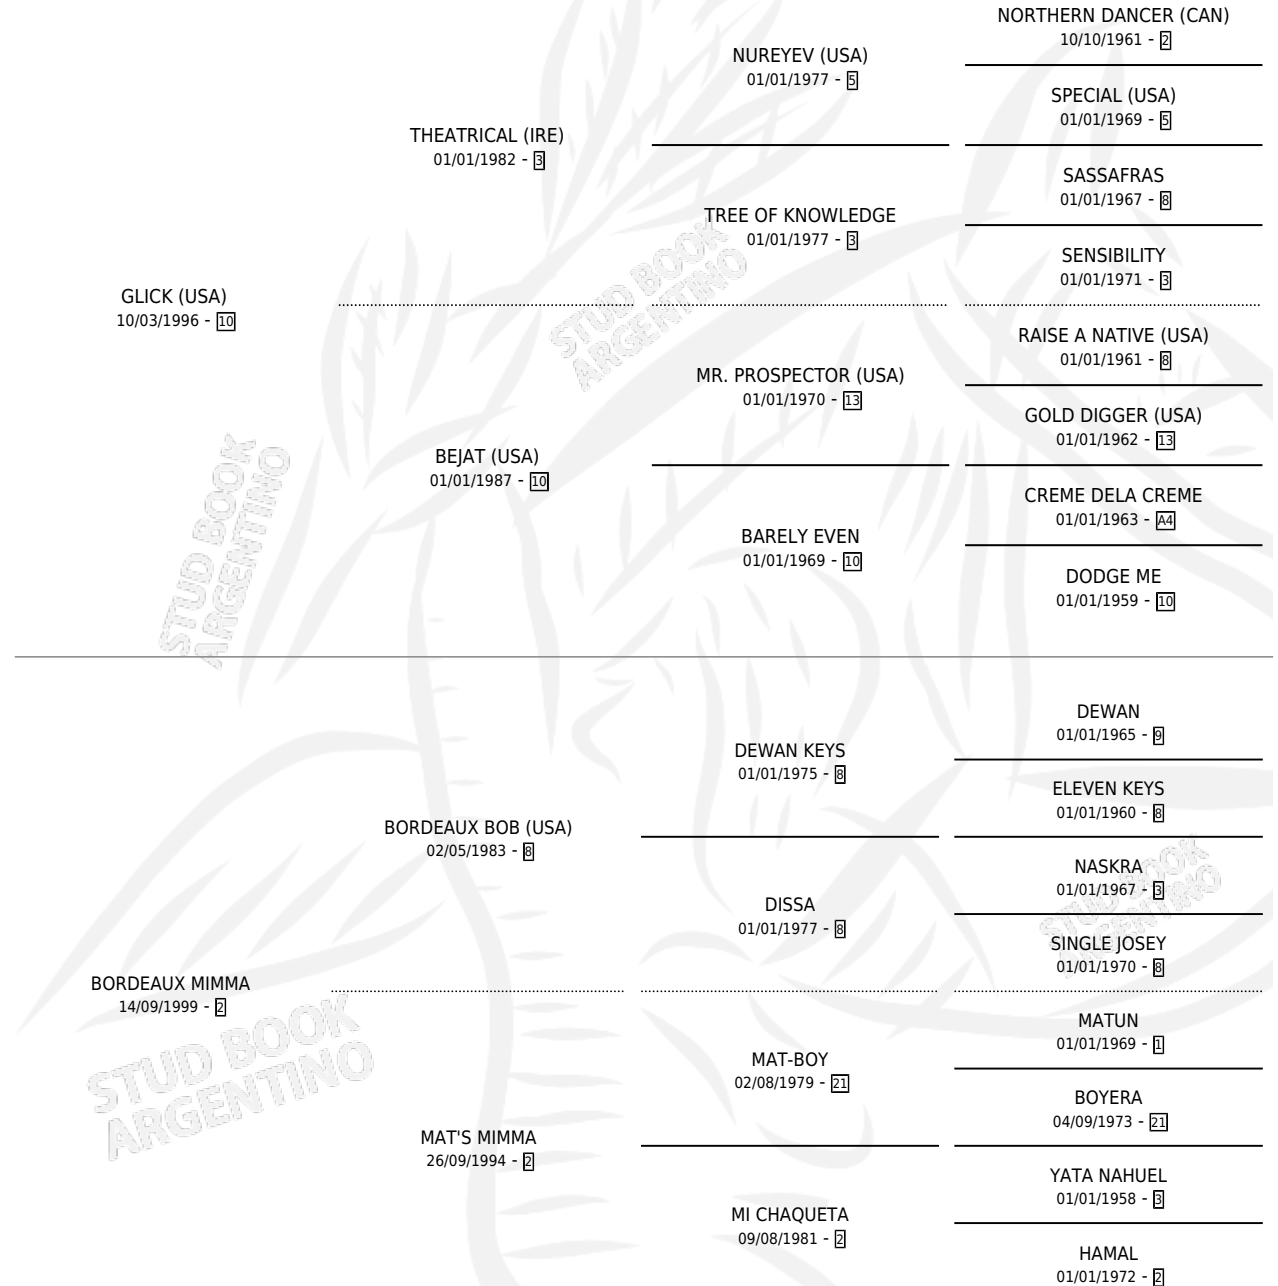 NORTHERN DANCER (CAN)
10/10/1961 - 2
NUREYEV (USA)
01/01/1977 - 5
SPECIAL (USA)
01/01/1969 - 5
THEATRICAL (IRE)
01/01/1982 - 3
SASSAFRAS
01/01/1967 - 8
TREE OF KNOWLEDGE
01/01/1977 - 3
SENSIBILITY
01/01/1971 - 3
GLICK (USA)
10/03/1996 - 10
STUD BOOK
ARGENTINO
RAISE A NATIVE (USA)
01/01/1961 - 8
MR. PROSPECTOR (USA)
01/01/1970 - 13
GOLD DIGGER (USA)
01/01/1962 - 13
BEJAT (USA)
01/01/1987 - 10
CREME DELA CREME
01/01/1963 - A4
BARELY EVEN
01/01/1969 - 10
DODGE ME
01/01/1959 - 10
STUD BOOK
ARGENTINO
DEWAN
01/01/1965 - 9
DEWAN KEYS
01/01/1975 - 8
ELEVEN KEYS
01/01/1960 - 8
BORDEAUX BOB (USA)
02/05/1983 - 8
NASKRA
01/01/1967 - 3
DISSA
01/01/1977 - 8
STUD BOOK
ARGENTINO
SINGLE JOSEY
01/01/1970 - 8
BORDEAUX MIMMA
14/09/1999 - 2
MATUN
01/01/1969 - 1
MAT-BOY
02/08/1979 - 21
STUD BOOK
ARGENTINO
BOYERA
04/09/1973 - 21
MAT'S MIMMA
26/09/1994 - 2
YATA NAHUEL
01/01/1958 - 3
MI CHAQUETA
09/08/1981 - 2
HAMAL
01/01/1972 - 2